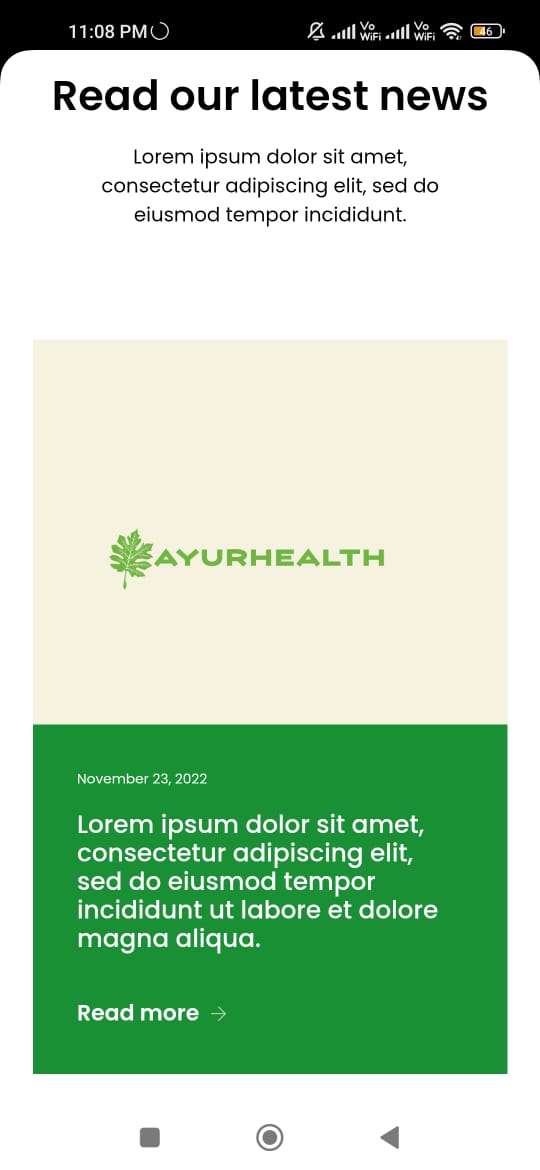 11:08 PM
Vo WiFi Vo WiFi 46
Read our latest news
Lorem ipsum dolor sit amet,
consectetur adipiscing elit, sed do
eiusmod tempor incididunt.
AYURHEALTH
November 23, 2022
Lorem ipsum dolor sit amet,
consectetur adipiscing elit,
sed do eiusmod tempor
incididunt ut labore et dolore
magna aliqua.
Read more →